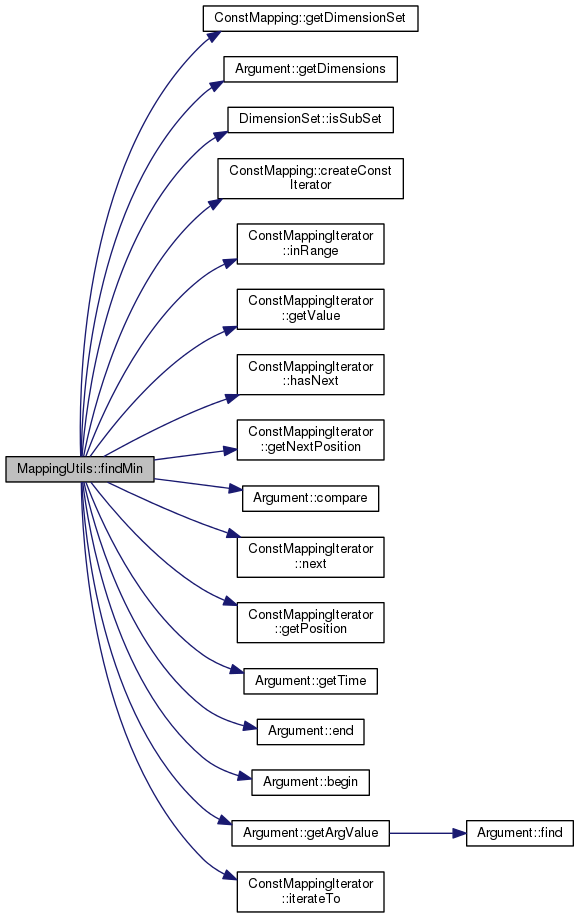 ConstMapping::getDimensionSet
Argument::getDimensions
DimensionSet::isSubSet
ConstMapping::createConst
Iterator
ConstMappingIterator
::inRange
ConstMappingIterator
::getValue
ConstMappingIterator
::hasNext
ConstMappingIterator
::getNextPosition
MappingUtils::findMin
Argument::compare
ConstMappingIterator
::next
ConstMappingIterator
::getPosition
Argument::getTime
Argument::end
Argument::begin
Argument::getArgValue
Argument::find
ConstMappingIterator
::iterateTo